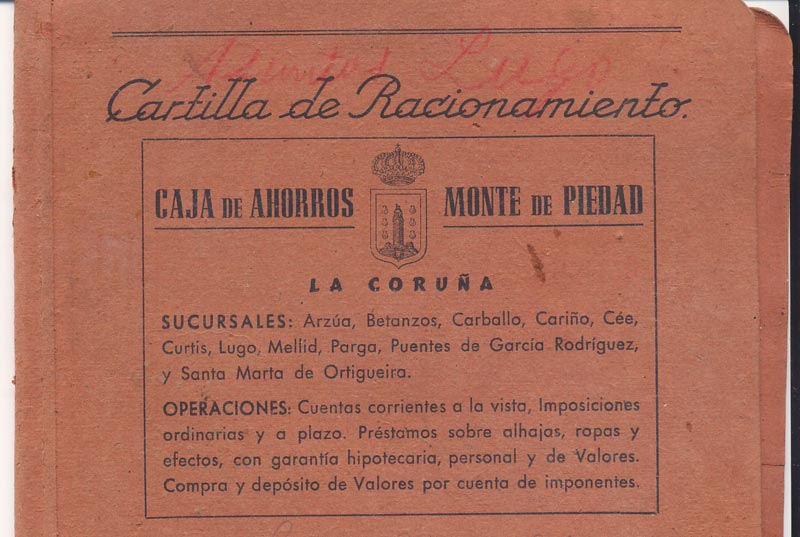 Asuntos Lugo
Cartilla de Racionamiento.
CAJA DE AHORROS MONTE DE PIEDAD
LA CORUÑA
SUCURSALES: Arzúa, Betanzos, Carballo, Cariño, Cée,
Curtis, Lugo, Mellid, Parga, Puentes de García Rodríguez,
y Santa Marta de Ortigueira.
OPERACIONES: Cuentas corrientes a la vista, Imposiciones
ordinarias y a plazo. Préstamos sobre alhajas, ropas y
efectos, con garantía hipotecaria, personal y de Valores.
Compra y depósito de Valores por cuenta de imponentes.